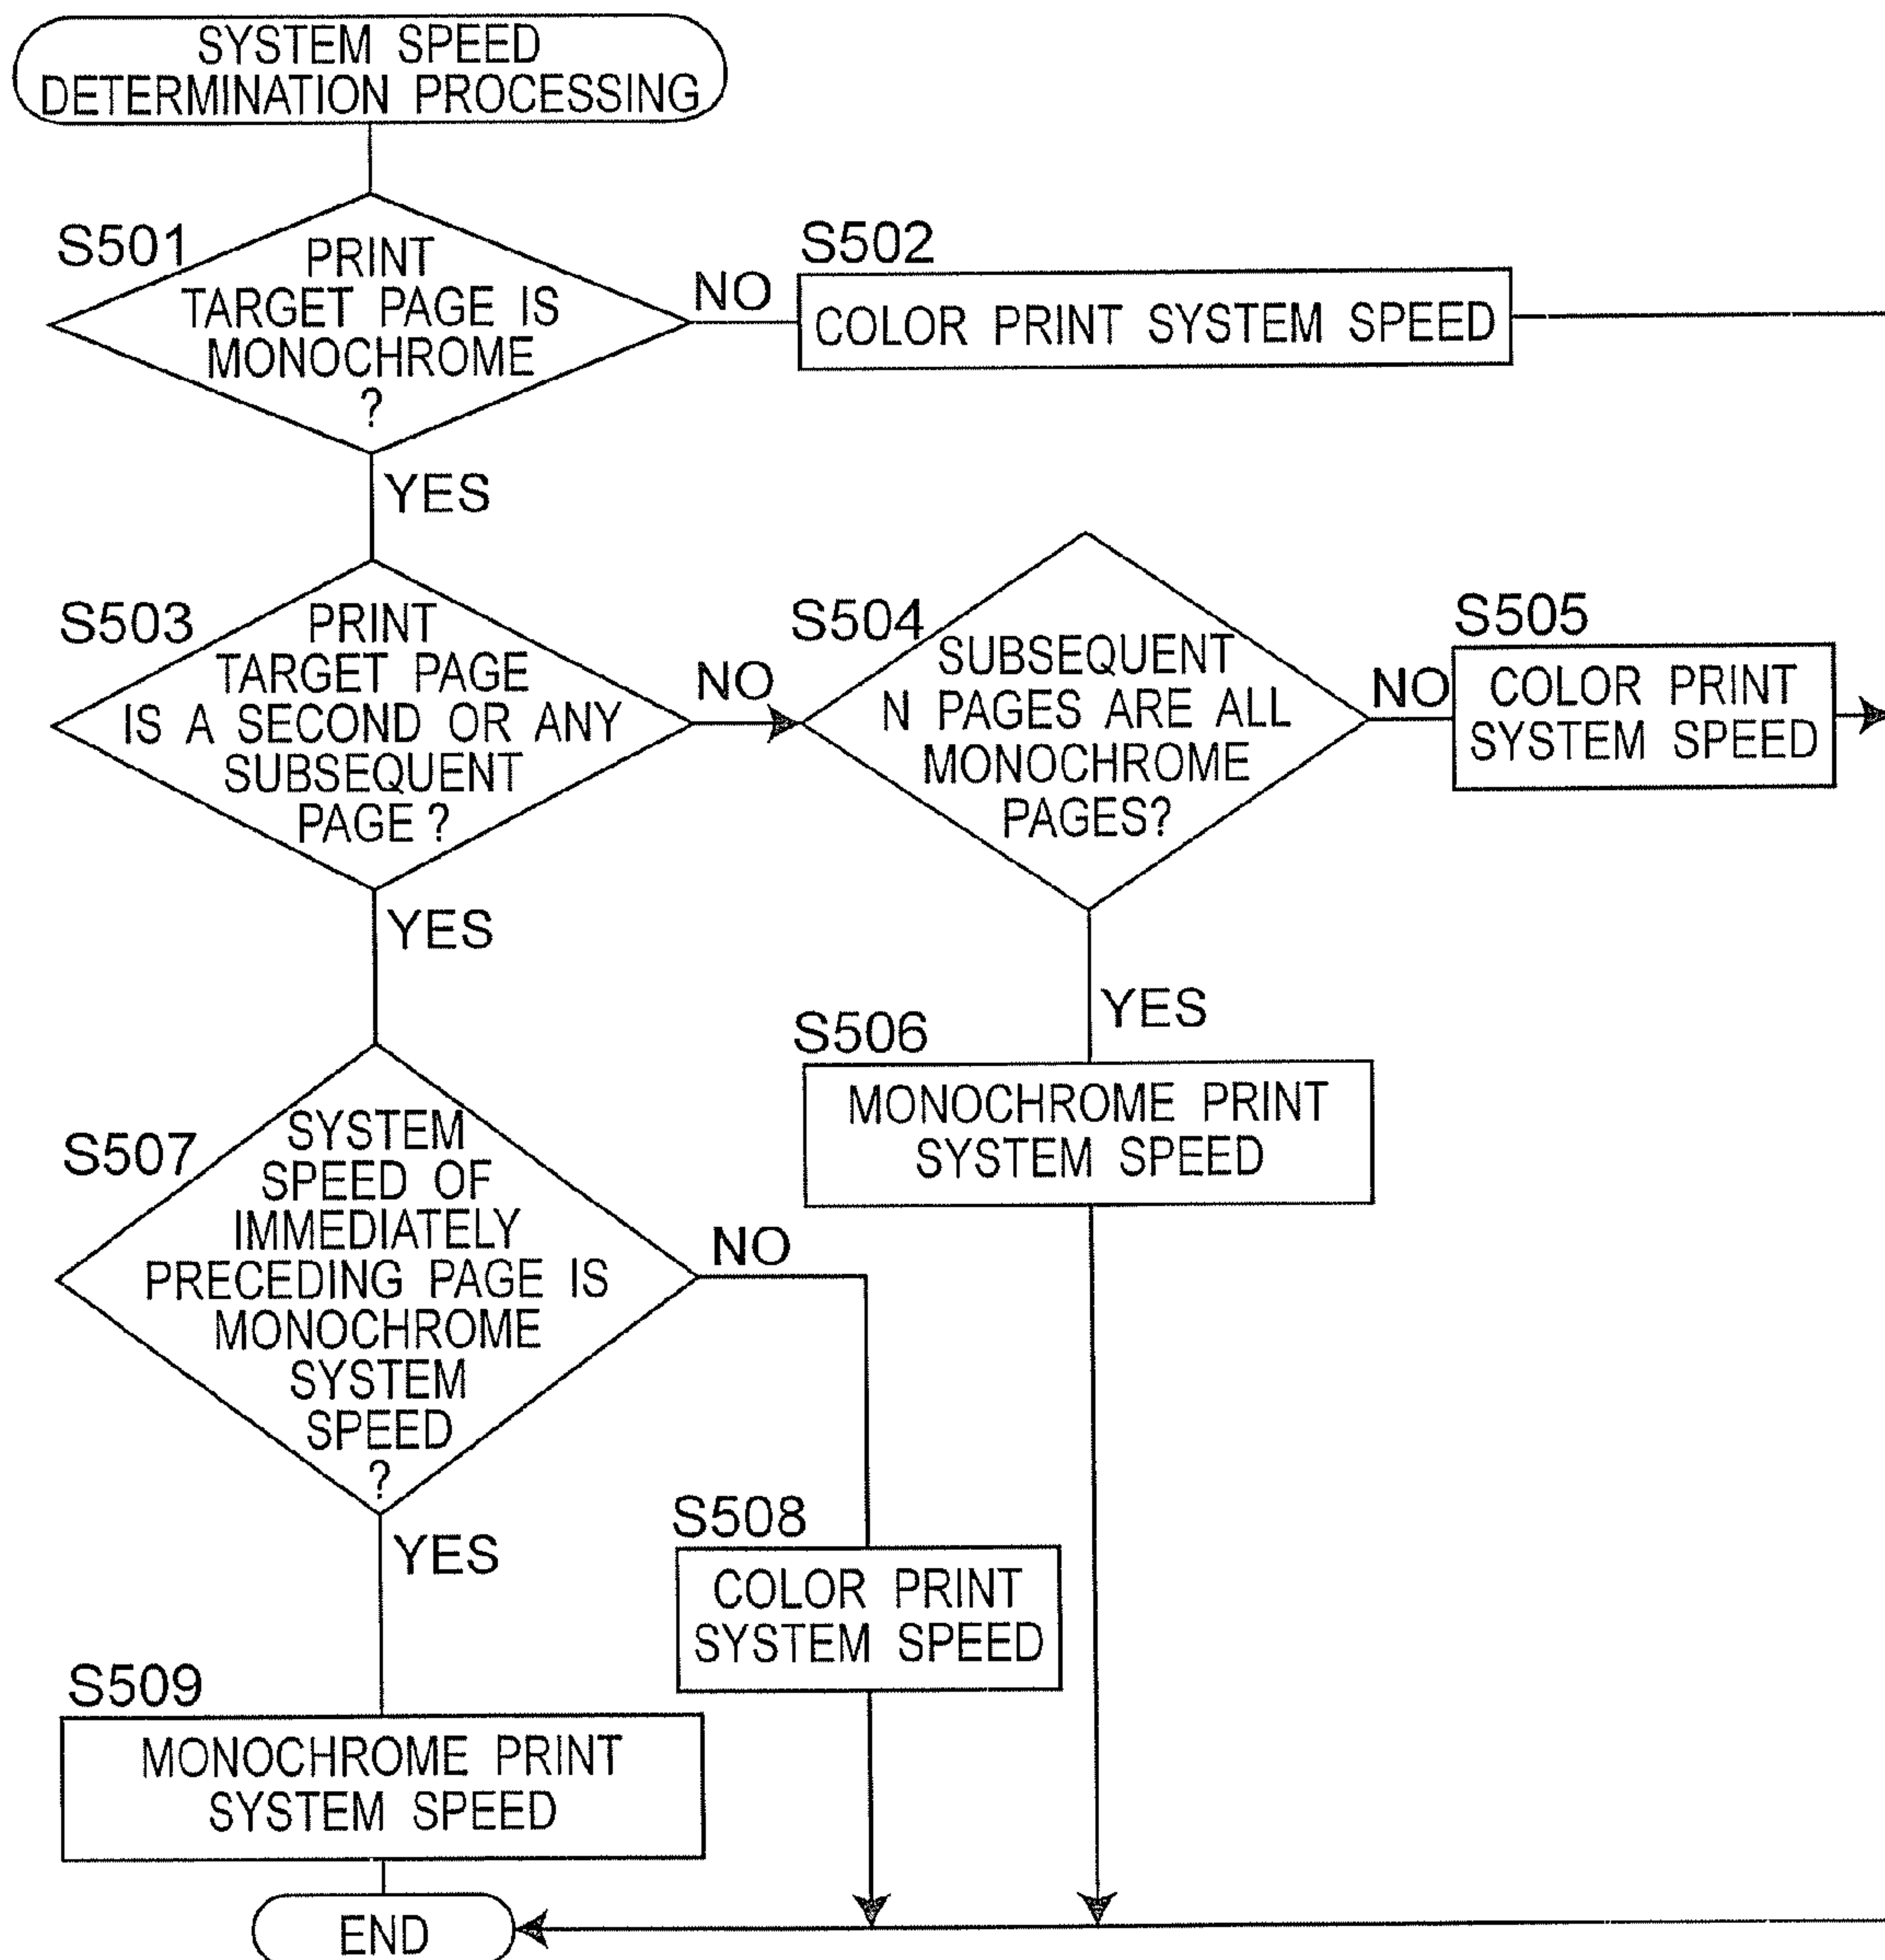 SYSTEM SPEED
DETERMINATION PROCESSING
S501
PRINT
TARGET PAGE IS
MONOCHROME
?
NO
S502
COLOR PRINT SYSTEM SPEED
YES
S503
PRINT
TARGET PAGE
IS A SECOND OR ANY
SUBSEQUENT
PAGE ?
NO
S504
SUBSEQUENT
N PAGES ARE ALL
MONOCHROME
PAGES?
NO
S505
COLOR PRINT
SYSTEM SPEED
YES
YES
S506
MONOCHROME PRINT
SYSTEM SPEED
S507
SYSTEM
SPEED OF
IMMEDIATELY
PRECEDING PAGE IS
MONOCHROME
SYSTEM
SPEED
?
NO
YES
S508
COLOR PRINT
SYSTEM SPEED
S509
MONOCHROME PRINT
SYSTEM SPEED
END